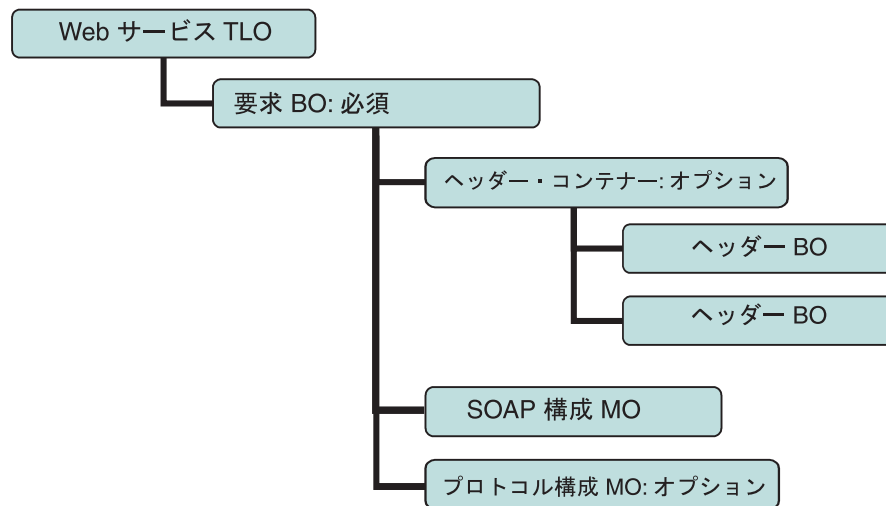 Web サービス TLO
要求 BO: 必須
ヘッダー・コンテナー: オプション
ヘッダー BO
ヘッダー BO
SOAP 構成 MO
プロトコル構成 MO: オプション